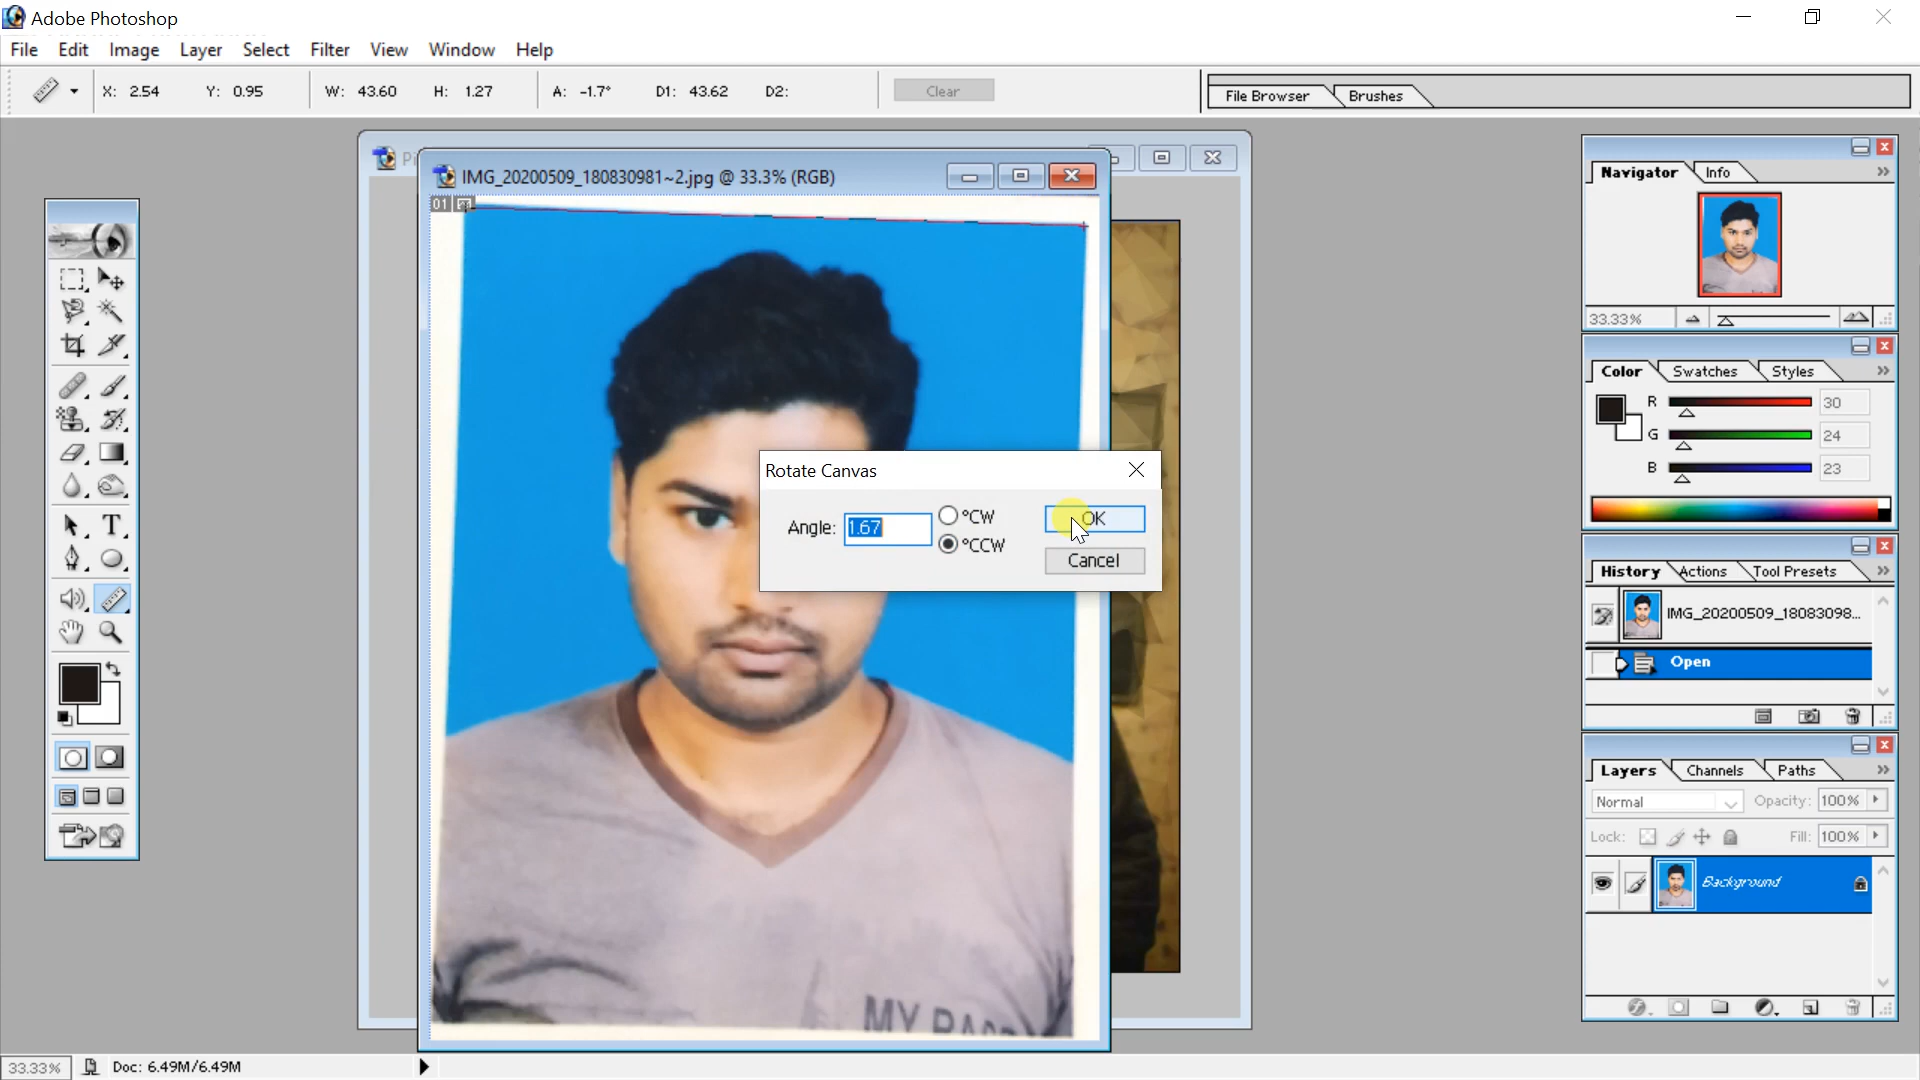 Adobe Photoshop
File Edit Image Layer Select Filter View Window Help
X: 2.54 Y: 0.95 W: 43.60 H: 1.27 A: -1.7° D1: 43.62 D2: Clear
File Browser Brushes
IMG_20200509_180830981~2.jpg @ 33.3% (RGB)
01
Rotate Canvas
Angle: 1.67 °CW
°CCW
OK
Cancel
Navigator Info
33.33%
Color Swatches Styles
R 30
G 24
B 23
History Actions Tool Presets
IMG_20200509_18083098...
Open
Layers Channels Paths
Normal Opacity: 100%
Lock: Fill: 100%
Background
33.33% Doc: 6.49M/6.49M